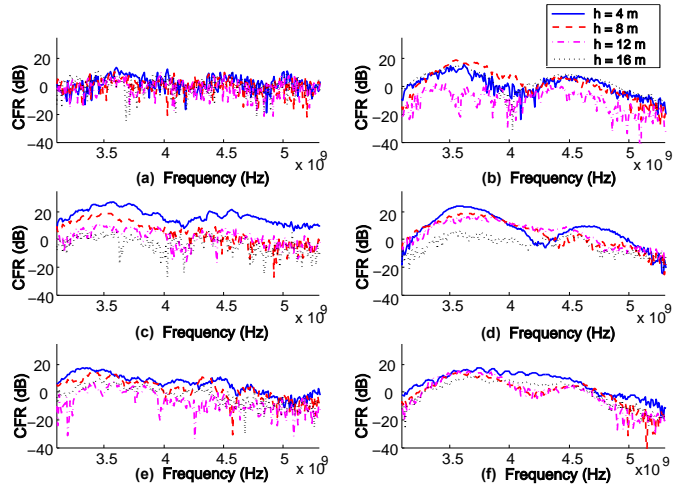 h = 4 m
h = 8 m
h = 12 m
h = 16 m
20
0
−20
−40
CFR (dB)
3.5 4 4.5 5
x 10^9
(a) Frequency (Hz)
20
0
−20
−40
CFR (dB)
3.5 4 4.5 5
x 10^9
(b) Frequency (Hz)
20
0
−20
−40
CFR (dB)
3.5 4 4.5 5
x 10^9
(c) Frequency (Hz)
20
0
−20
−40
CFR (dB)
3.5 4 4.5 5
x 10^9
(d) Frequency (Hz)
20
0
−20
−40
CFR (dB)
3.5 4 4.5 5
x 10^9
(e) Frequency (Hz)
20
0
−20
−40
CFR (dB)
3.5 4 4.5 5
x 10^9
(f) Frequency (Hz)